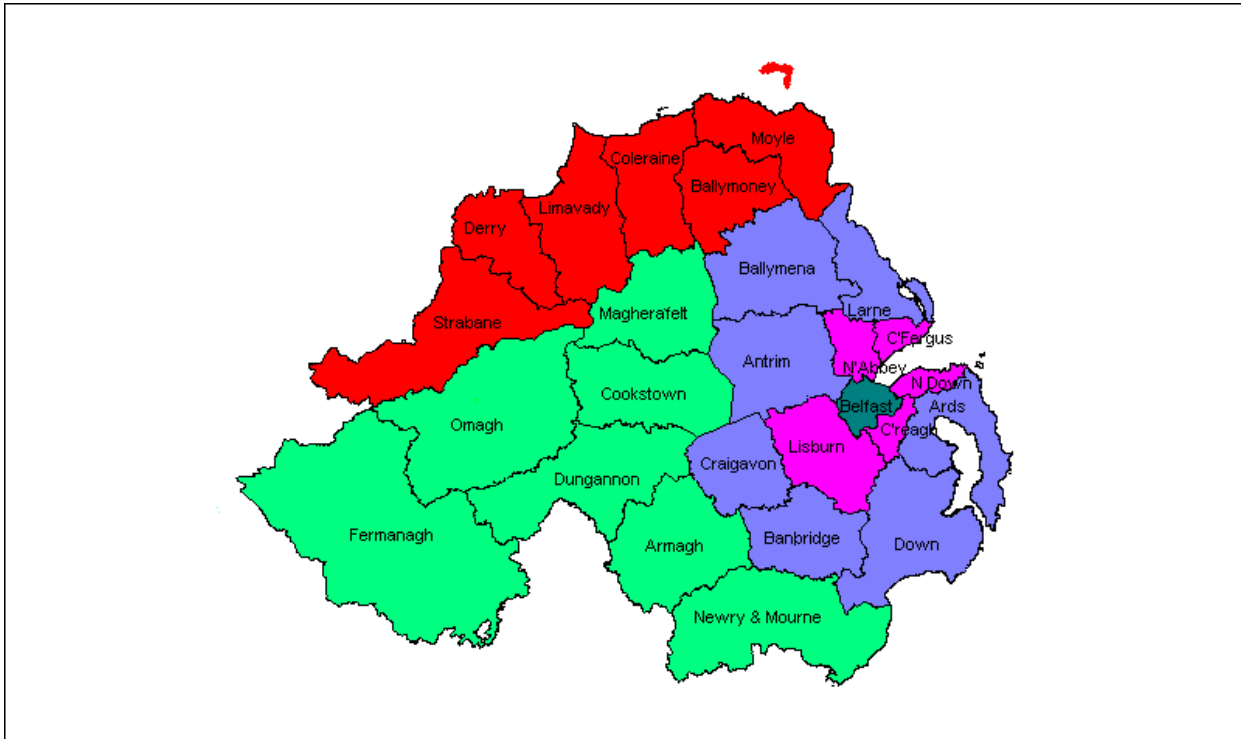 Moyle
Coleraine
Ballymoney
Limavady
Derry
Ballymena
Larne
Magherafelt
Strabane
C'Fergus
Antrim
N'Abbey
N Down
Cookstown
Belfast
Ards
Omagh
C'reagh
Lisburn
Craigavon
Dungannon
Fermanagh
Armagh
Banbridge
Down
Newry & Mourne